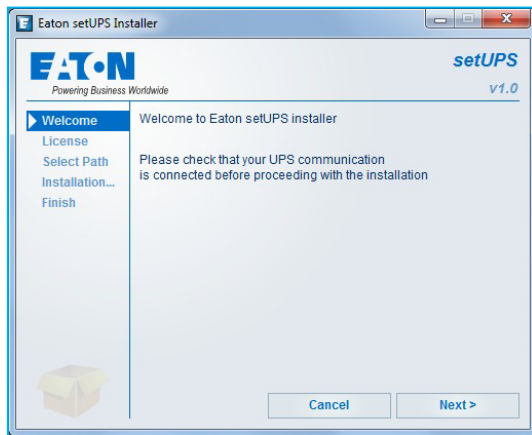 Eaton setUPS Installer
EATON
Powering Business Worldwide
setUPS
v1.0
Welcome
License
Select Path
Installation...
Finish
Welcome to Eaton setUPS installer
Please check that your UPS communication
is connected before proceeding with the installation
Cancel
Next >